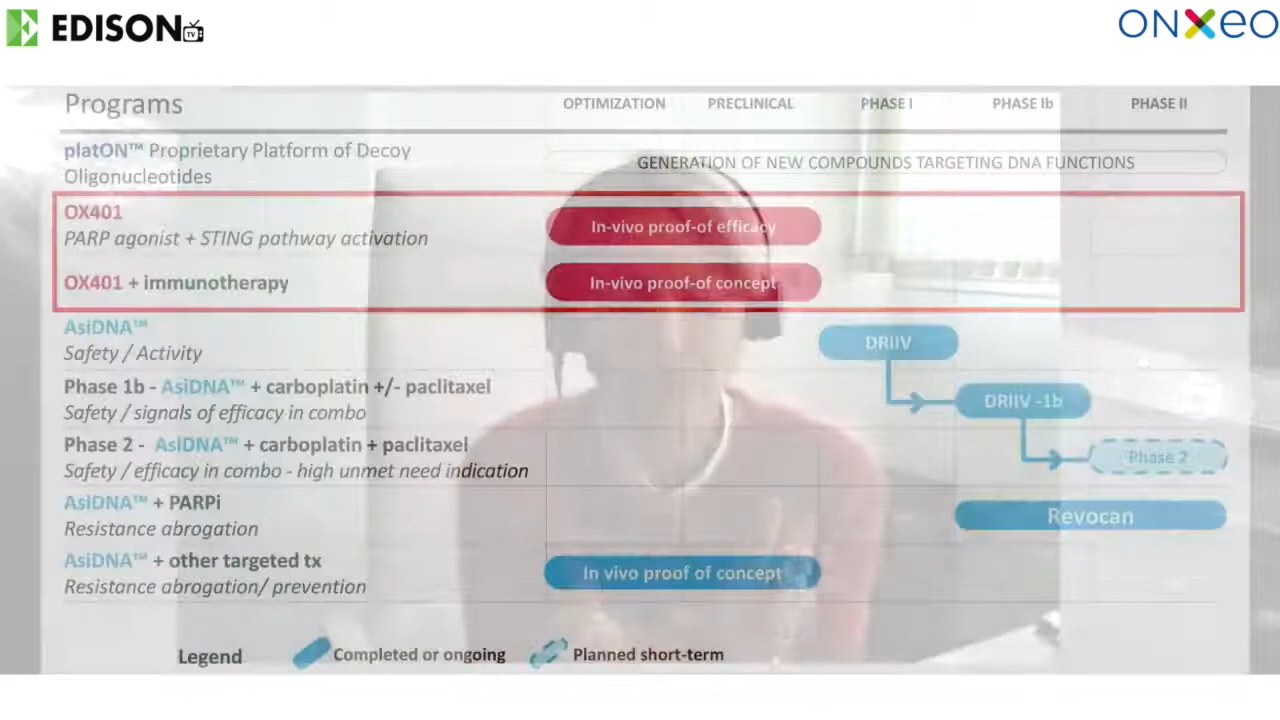 EDISON TV
ONXEO
Programs OPTIMIZATION PRECLINICAL PHASE I PHASE Ib PHASE II
platON™ Proprietary Platform of Decoy
Oligonucleotides
GENERATION OF NEW COMPOUNDS TARGETING DNA FUNCTIONS
OX401
PARP agonist + STING pathway activation
In-vivo proof-of efficacy
OX401 + immunotherapy
In-vivo proof-of concept
AsiDNA™
Safety / Activity
DRIIV
Phase 1b - AsiDNA™ + carboplatin +/- paclitaxel
Safety / signals of efficacy in combo
DRIIV -1b
Phase 2 - AsiDNA™ + carboplatin + paclitaxel
Safety / efficacy in combo - high unmet need indication
Phase 2
AsiDNA™ + PARPi
Resistance abrogation
Revocan
AsiDNA™ + other targeted tx
Resistance abrogation/ prevention
In vivo proof of concept
Legend Completed or ongoing Planned short-term